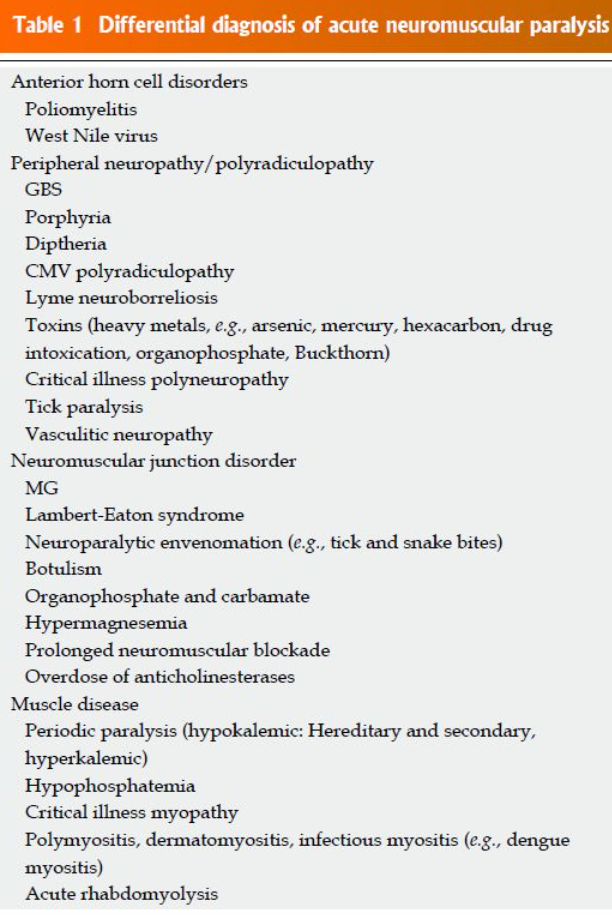 Table 1 Differential diagnosis of acute neuromuscular paralysis
Anterior horn cell disorders
Poliomyelitis
West Nile virus
Peripheral neuropathy/polyradiculopathy
GBS
Porphyria
Diptheria
CMV polyradiculopathy
Lyme neuroborreliosis
Toxins (heavy metals, e.g., arsenic, mercury, hexacarbon, drug
intoxication, organophosphate, Buckthorn)
Critical illness polyneuropathy
Tick paralysis
Vasculitic neuropathy
Neuromuscular junction disorder
MG
Lambert-Eaton syndrome
Neuroparalytic envenomation (e.g., tick and snake bites)
Botulism
Organophosphate and carbamate
Hypermagnesemia
Prolonged neuromuscular blockade
Overdose of anticholinesterases
Muscle disease
Periodic paralysis (hypokalemic: Hereditary and secondary,
hyperkalemic)
Hypophosphatemia
Critical illness myopathy
Polymyositis, dermatomyositis, infectious myositis (e.g., dengue
myositis)
Acute rhabdomyolysis